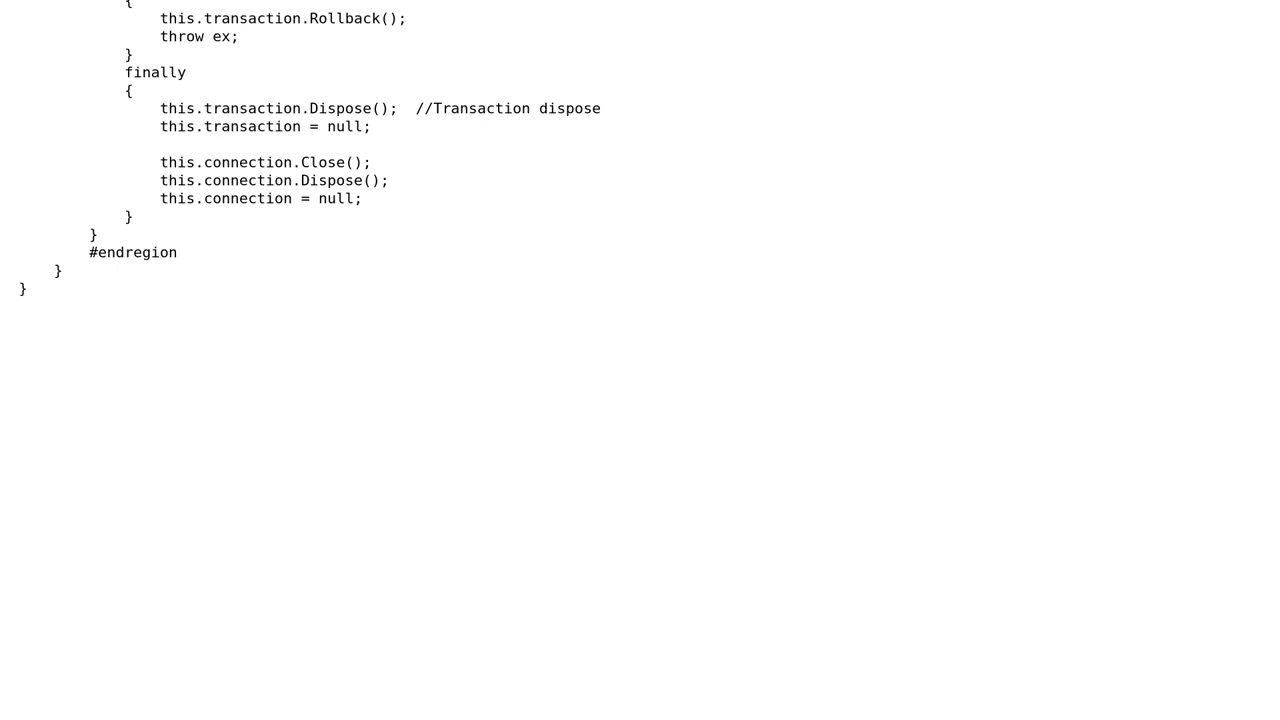 {
                this.transaction.Rollback();
                throw ex;
            }
            finally
            {
                this.transaction.Dispose();  //Transaction dispose
                this.transaction = null;

                this.connection.Close();
                this.connection.Dispose();
                this.connection = null;
            }
        }
        #endregion
    }
}